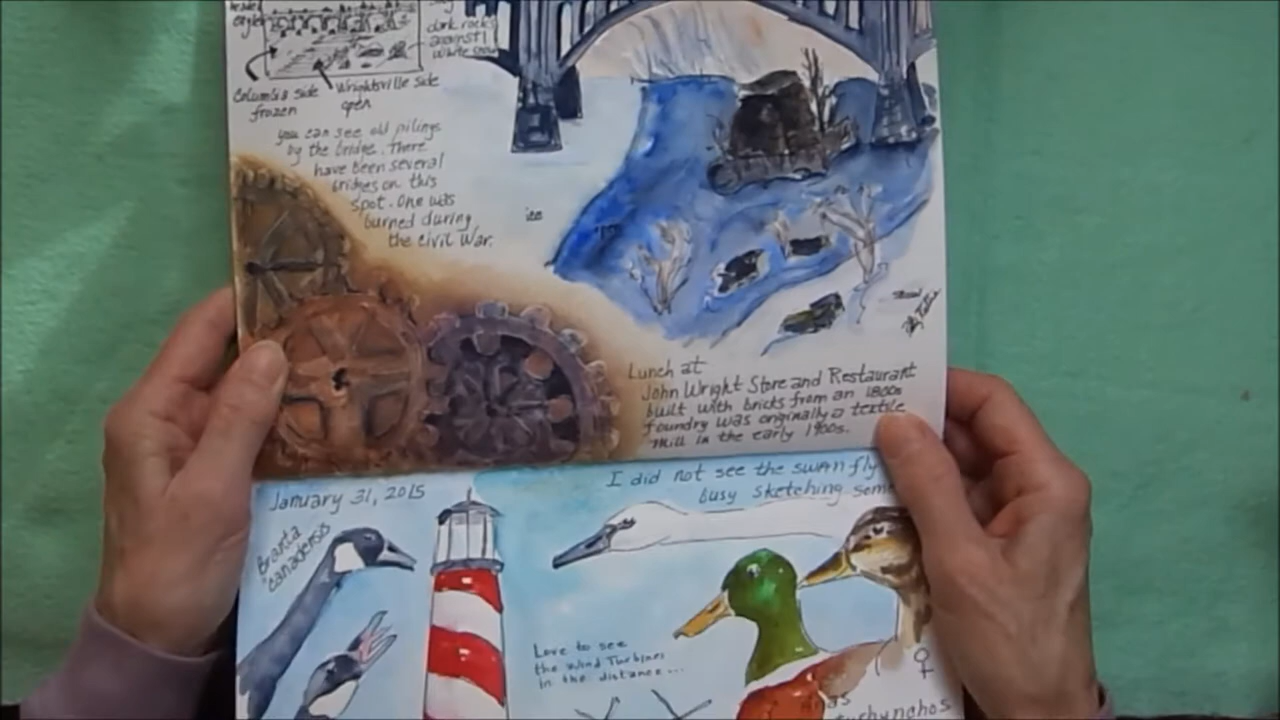 dark rocks
against
white snow
Columbia side
frozen
Wrightsville side
open
you can see old pilings
by the bridge. There
have been several
bridges on this
spot. One was
burned during
the Civil War.
ice
Lunch at
John Wright Store and Restaurant
built with bricks from an 1800s
foundry was originally a textile
mill in the early 1900s.
January 31, 2015
I did not see the swan fly
busy sketching some
Branta
canadensis
Love to see
the Wind Turbines
in the distance...
♀
Anas